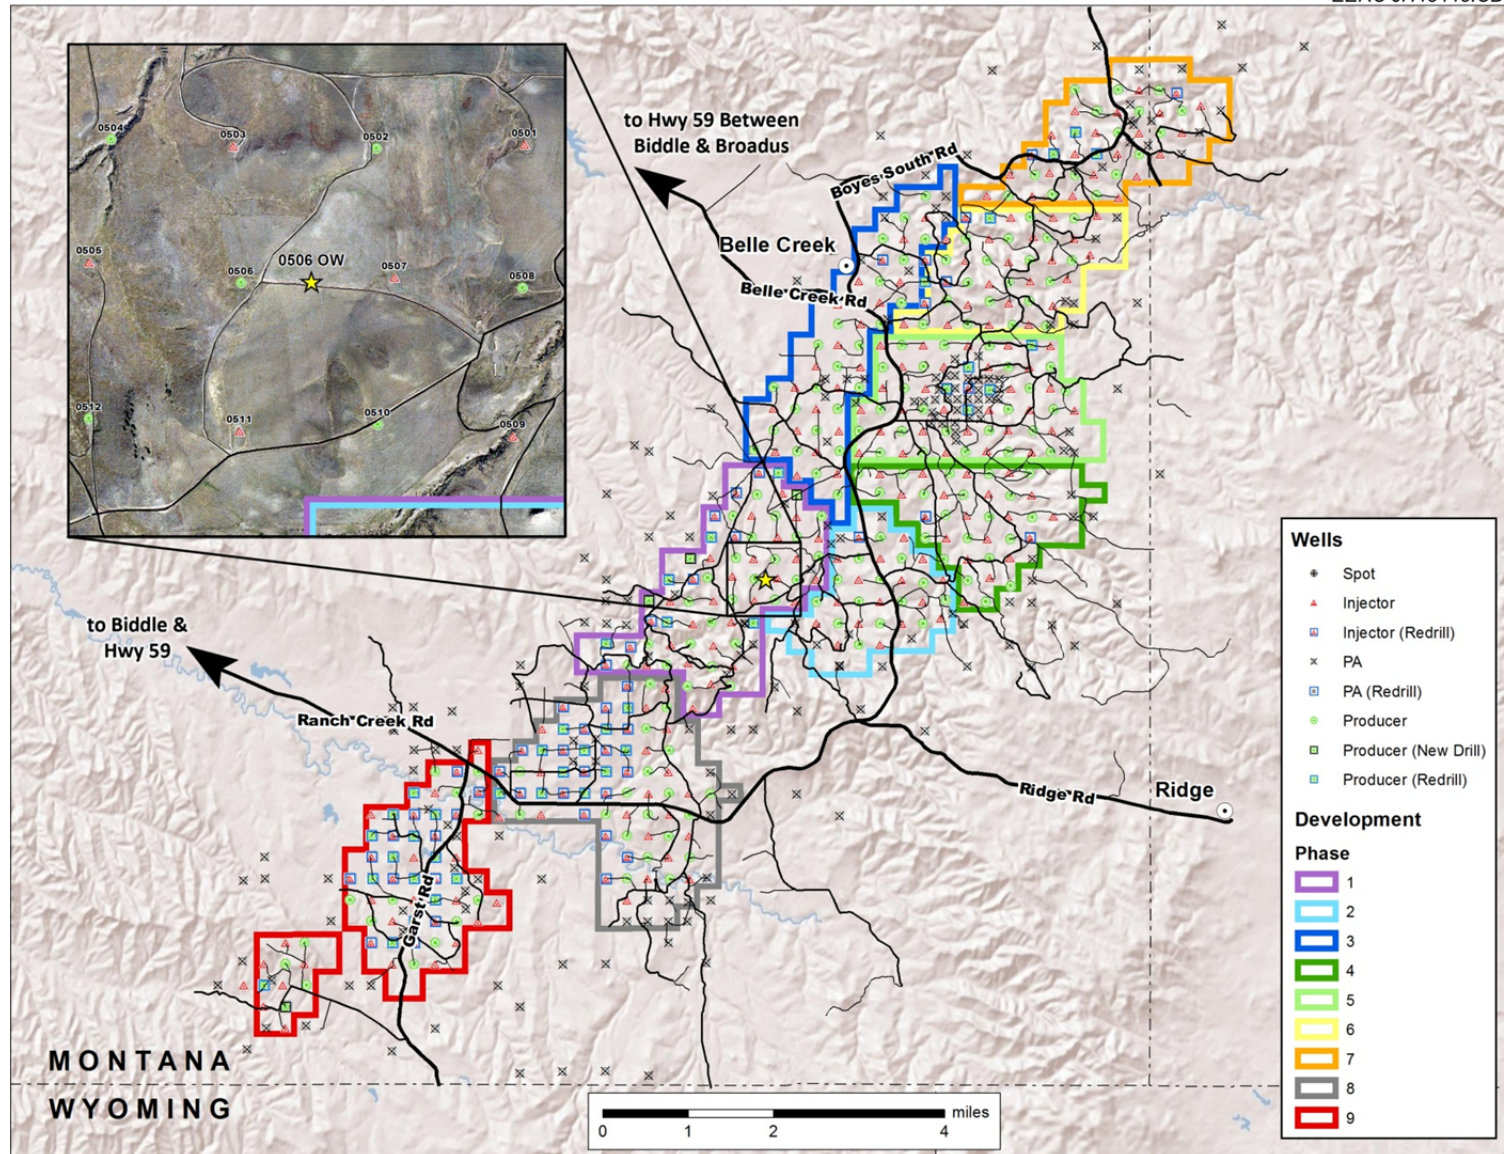 to Hwy 59 Between
Biddle & Broadus
Boyes South Rd
Belle Creek
Belle Creek Rd
0504
0503
0502
0501
0505
0506
0506 OW
0507
0508
0512
0511
0510
0509
to Biddle &
Hwy 59
Ranch Creek Rd
Garst Rd
Ridge Rd
Ridge
MONTANA
WYOMING
miles
0 1 2 4
Wells
Spot
Injector
Injector (Redrill)
PA
PA (Redrill)
Producer
Producer (New Drill)
Producer (Redrill)
Development
Phase
1
2
3
4
5
6
7
8
9